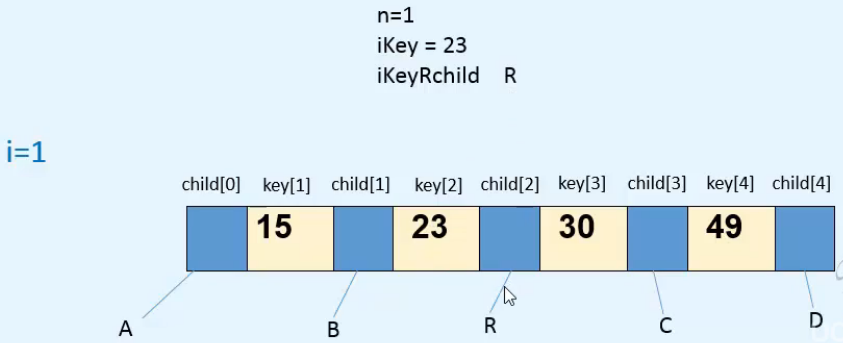 n=1
iKey = 23
iKeyRchild R
i=1
child[0] key[1] child[1] key[2] child[2] key[3] child[3] key[4] child[4]
15 23 30 49
A B R C D